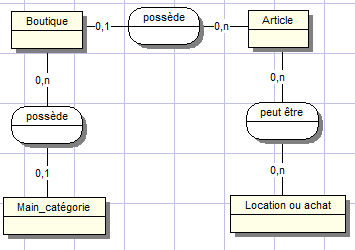 Boutique
0,1
possède
0,n
Article
0,n
possède
0,1
Main_catégorie
0,n
peut être
0,n
Location ou achat